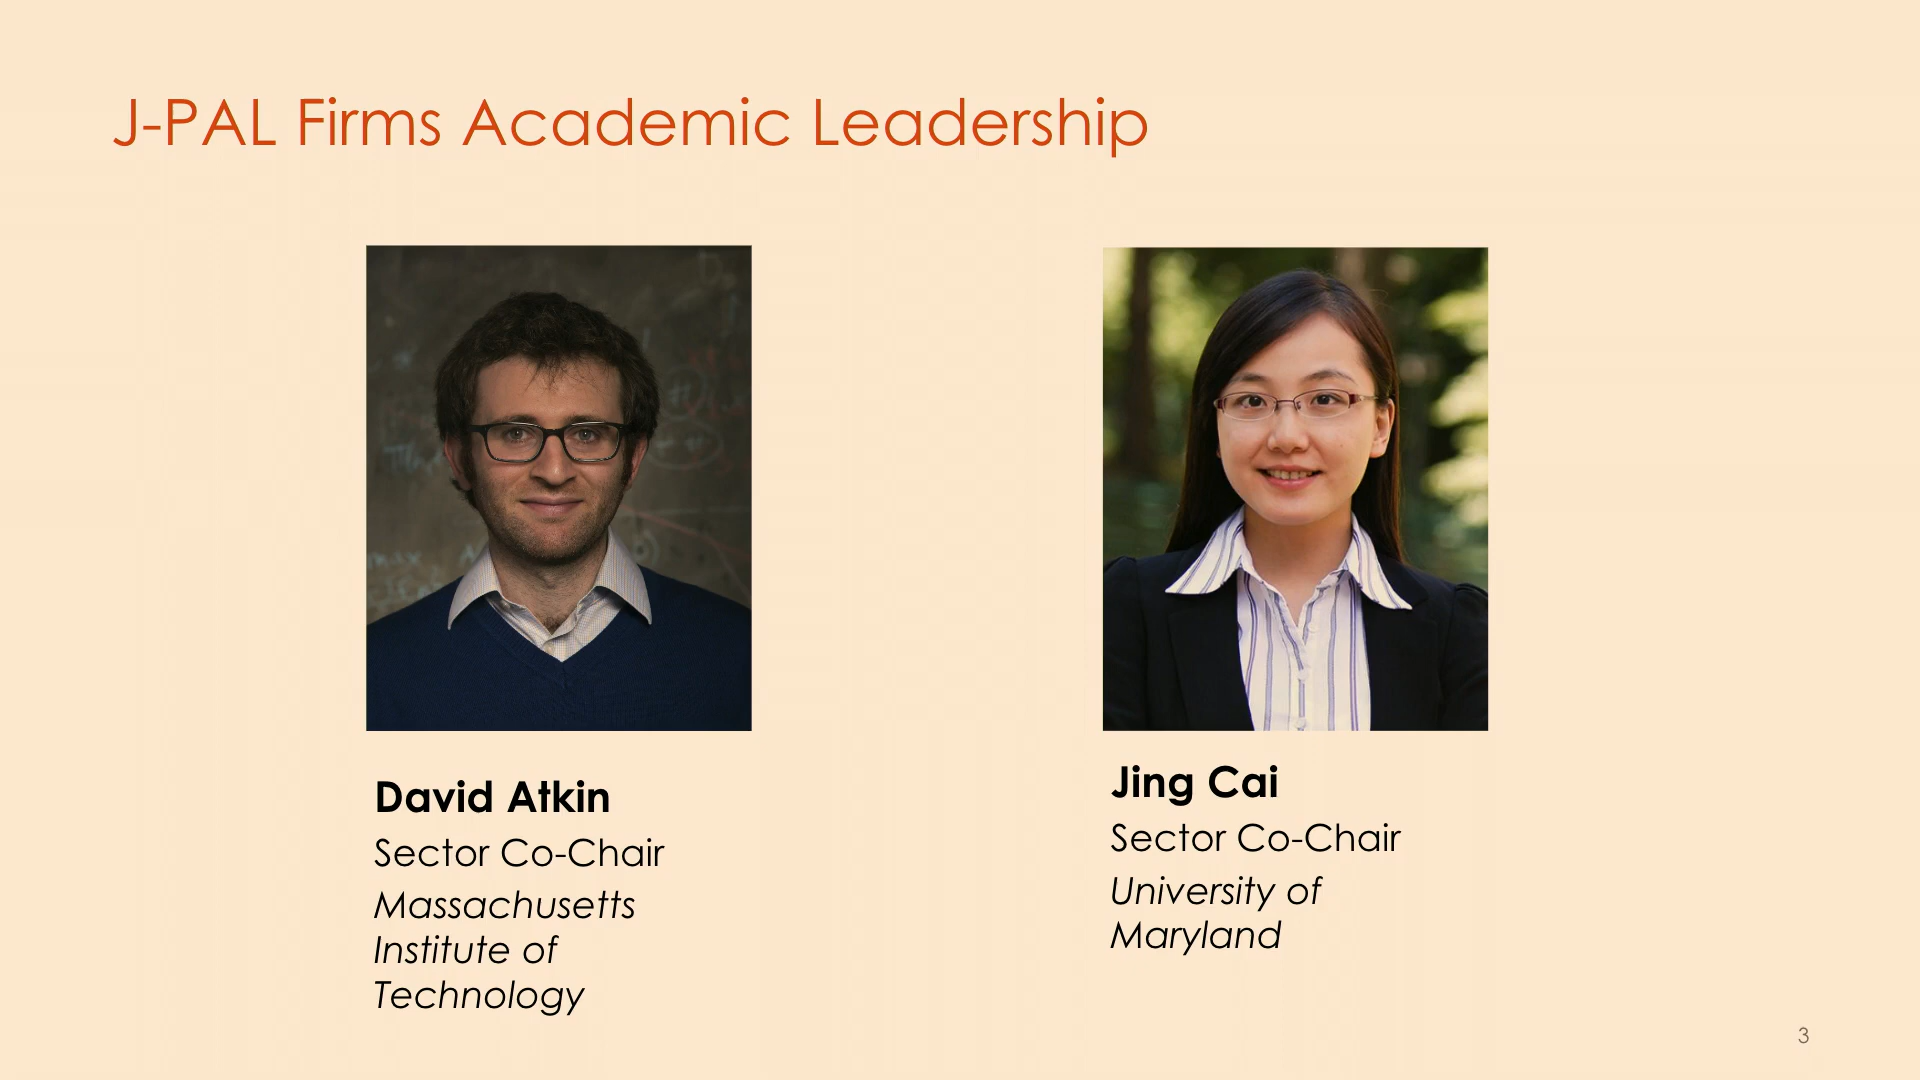 J-PAL Firms Academic Leadership
David Atkin
Sector Co-Chair
Massachusetts
Institute of
Technology
Jing Cai
Sector Co-Chair
University of
Maryland
3